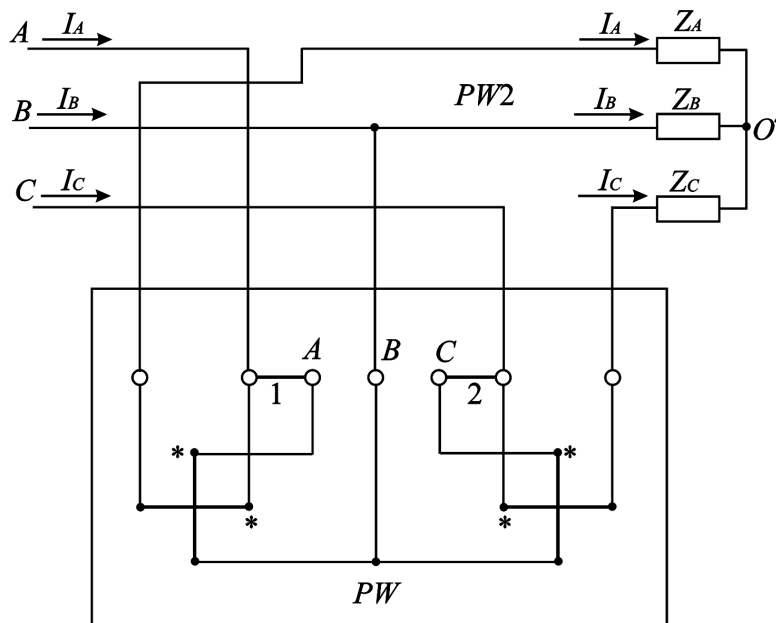 A I_A I_A Z_A
B I_B PW2 I_B Z_B O'
C I_C I_C Z_C
A B C
1 2
* *
* *
PW